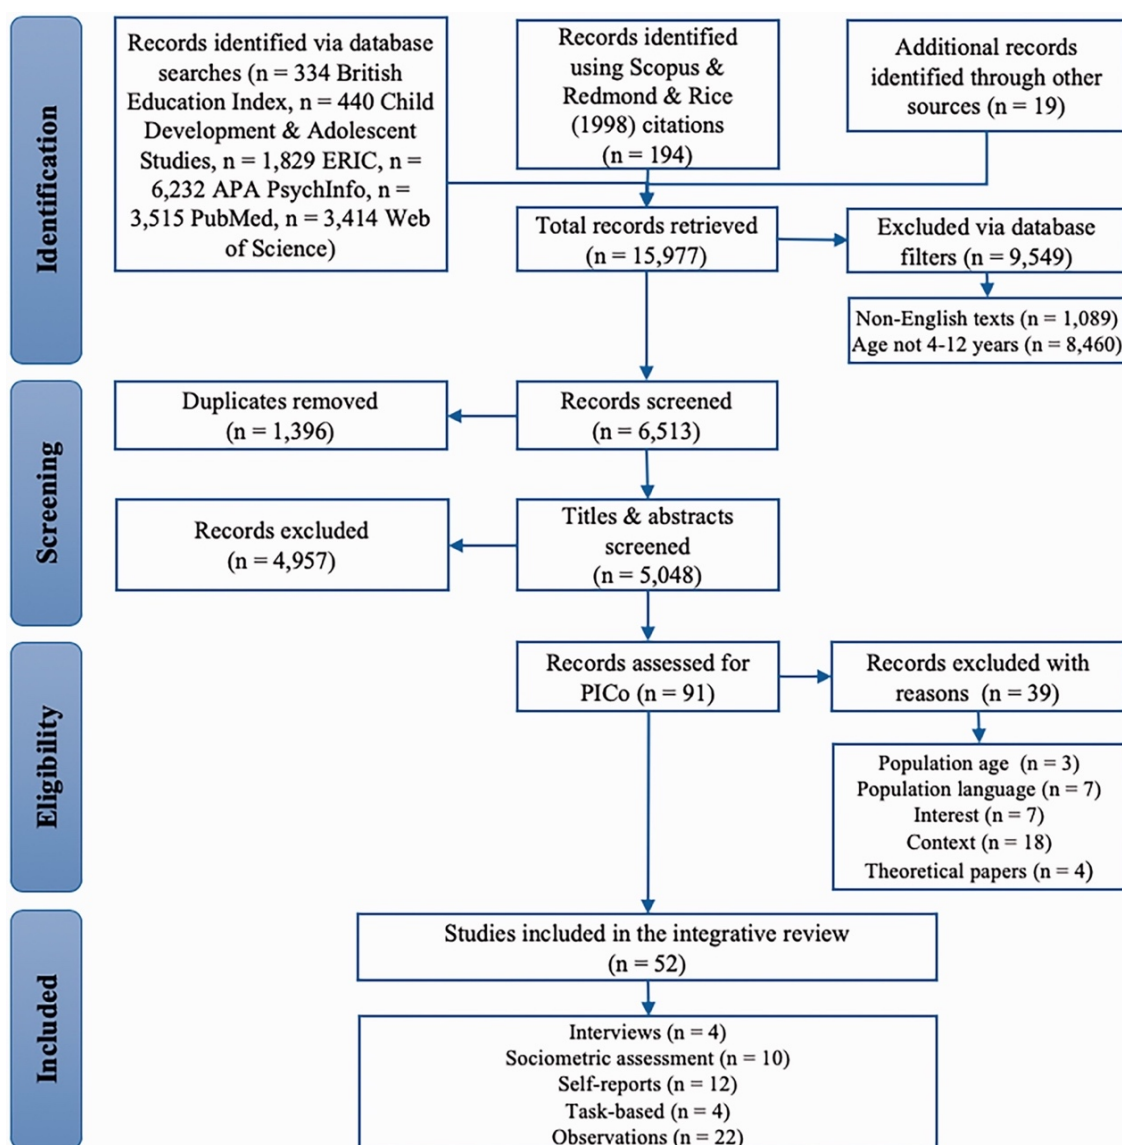 Identification
Records identified via database
searches (n = 334 British
Education Index, n = 440 Child
Development & Adolescent
Studies, n = 1,829 ERIC, n =
6,232 APA PsychInfo, n =
3,515 PubMed, n = 3,414 Web
of Science)
Records identified
using Scopus &
Redmond & Rice
(1998) citations
(n = 194)
Additional records
identified through other
sources (n = 19)
Total records retrieved
(n = 15,977)
Excluded via database
filters (n = 9,549)
Non-English texts (n = 1,089)
Age not 4-12 years (n = 8,460)
Screening
Duplicates removed
(n = 1,396)
Records screened
(n = 6,513)
Records excluded
(n = 4,957)
Titles & abstracts
screened
(n = 5,048)
Eligibility
Records assessed for
PICo (n = 91)
Records excluded with
reasons (n = 39)
Population age (n = 3)
Population language (n = 7)
Interest (n = 7)
Context (n = 18)
Theoretical papers (n = 4)
Included
Studies included in the integrative review
(n = 52)
Interviews (n = 4)
Sociometric assessment (n = 10)
Self-reports (n = 12)
Task-based (n = 4)
Observations (n = 22)